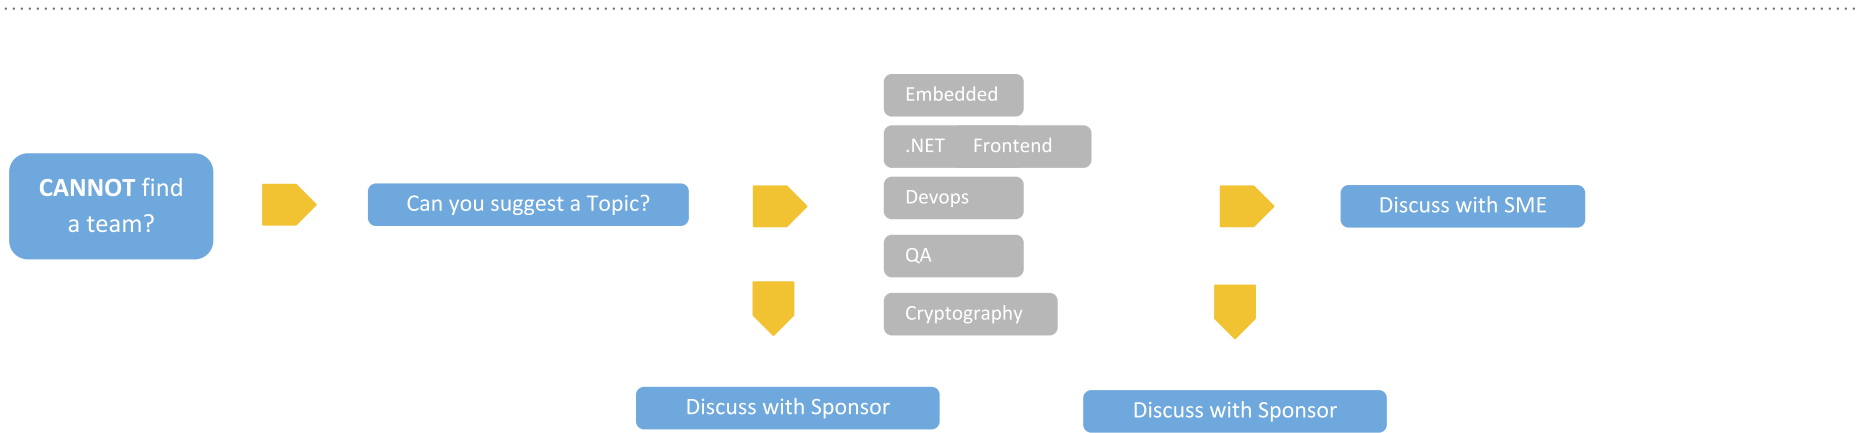 CANNOT find
a team?
Can you suggest a Topic?
Embedded
.NET Frontend
Devops
QA
Cryptography
Discuss with SME
Discuss with Sponsor
Discuss with Sponsor